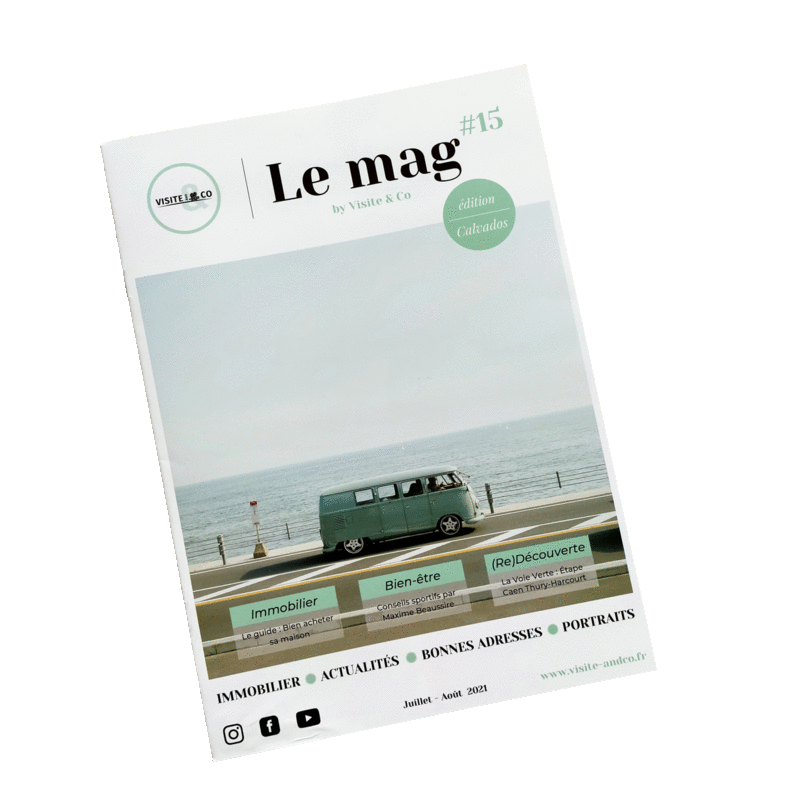 #15
VISITE & CO
Le mag
by Visite & Co
édition
Calvados
Immobilier
Le guide : Bien acheter
sa maison
Bien-être
Conseils sportifs par
Maxime Beaussire
(Re)Découverte
La Voie Verte : Étape
Caen Thury-Harcourt
IMMOBILIER ● ACTUALITÉS ● BONNES ADRESSES ● PORTRAITS
www.visite-andco.fr
Juillet - Août 2021